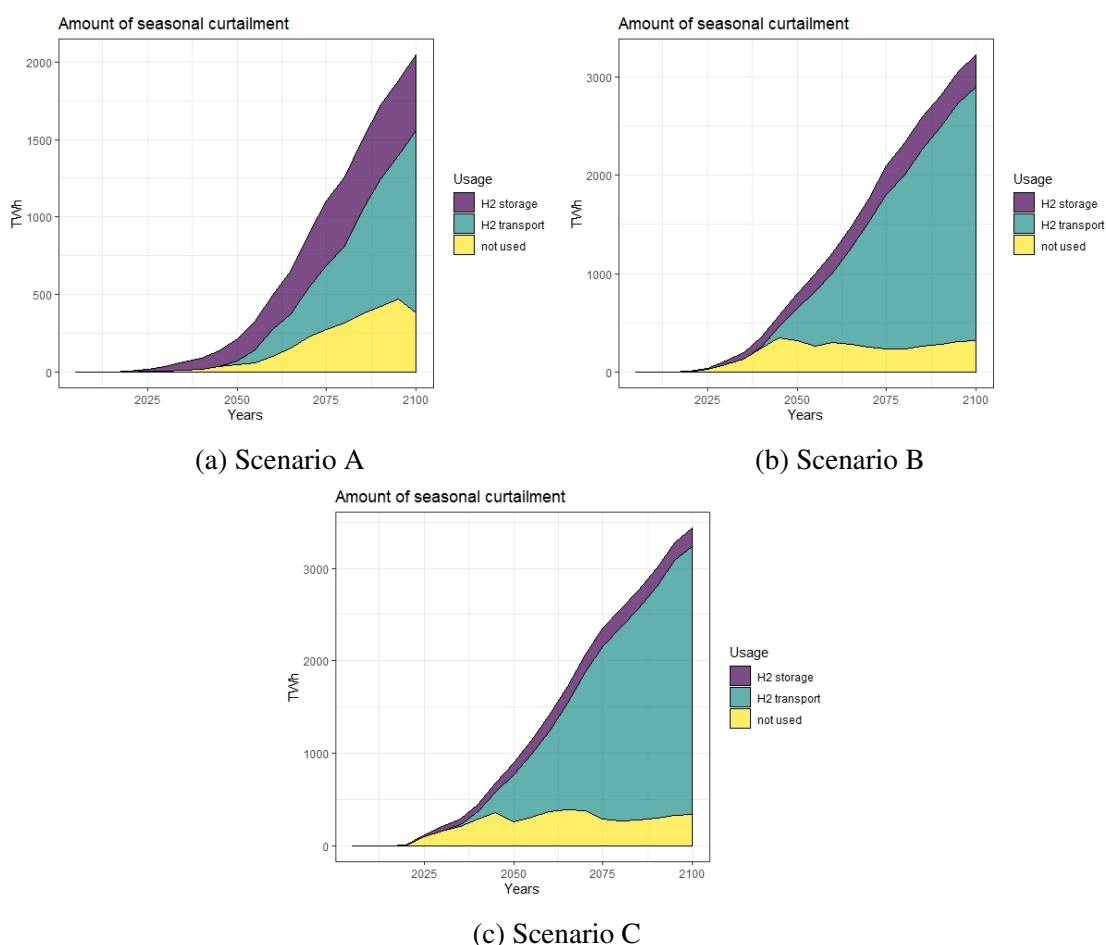 Amount of seasonal curtailment
2000
1500
1000
500
0
TWh
2025
2050
2075
2100
Years
Usage
H2 storage
H2 transport
not used
(a) Scenario A
Amount of seasonal curtailment
3000
2000
1000
0
TWh
2025
2050
2075
2100
Years
Usage
H2 storage
H2 transport
not used
(b) Scenario B
Amount of seasonal curtailment
3000
2000
1000
0
TWh
2025
2050
2075
2100
Years
Usage
H2 storage
H2 transport
not used
(c) Scenario C